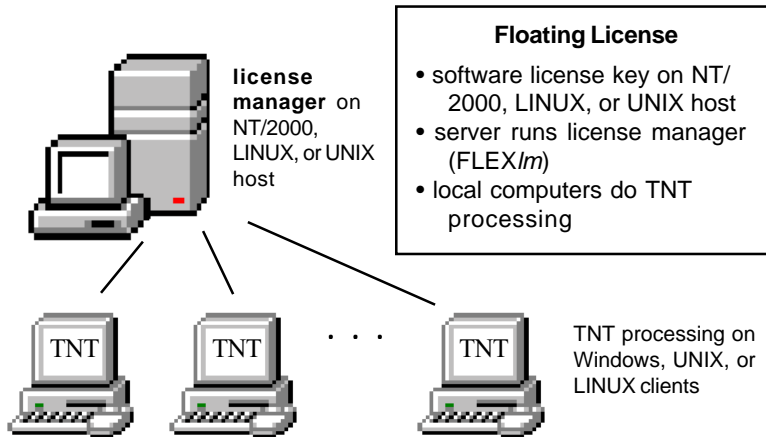 license
manager on
NT/2000,
LINUX, or UNIX
host
Floating License
• software license key on NT/
2000, LINUX, or UNIX host
• server runs license manager
(FLEXlm)
• local computers do TNT
processing
TNT
TNT
. . .
TNT
TNT processing on
Windows, UNIX, or
LINUX clients